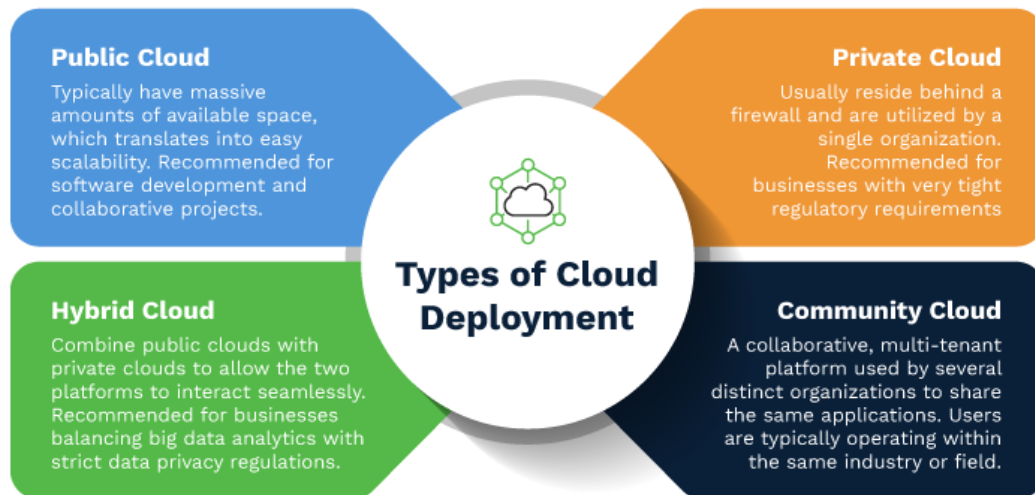 Public Cloud
Typically have massive
amounts of available space,
which translates into easy
scalability. Recommended for
software development and
collaborative projects.
Private Cloud
Usually reside behind a
firewall and are utilized by a
single organization.
Recommended for
businesses with very tight
regulatory requirements
Types of Cloud
Deployment
Hybrid Cloud
Combine public clouds with
private clouds to allow the two
platforms to interact seamlessly.
Recommended for businesses
balancing big data analytics with
strict data privacy regulations.
Community Cloud
A collaborative, multi-tenant
platform used by several
distinct organizations to share
the same applications. Users
are typically operating within
the same industry or field.